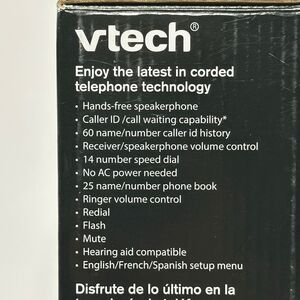 vtech®
Enjoy the latest in corded
telephone technology
• Hands-free speakerphone
• Caller ID /call waiting capability*
• 60 name/number caller id history
• Receiver/speakerphone volume control
• 14 number speed dial
• No AC power needed
• 25 name/number phone book
• Ringer volume control
• Redial
• Flash
• Mute
• Hearing aid compatible
• English/French/Spanish setup menu
Disfrute de lo último en la